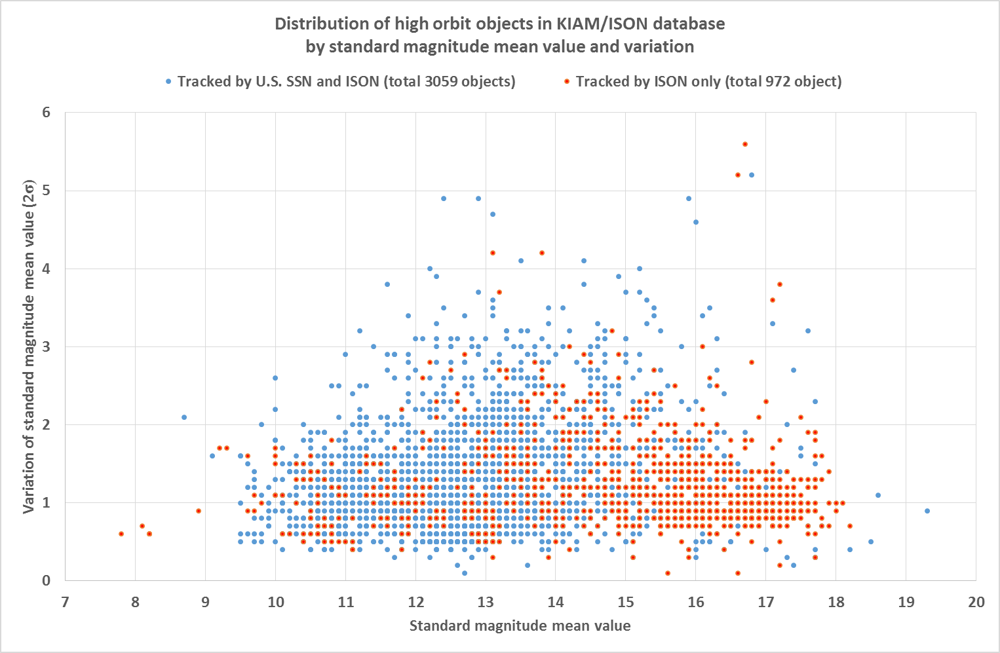 Distribution of high orbit objects in KIAM/ISON database
by standard magnitude mean value and variation
Tracked by U.S. SSN and ISON (total 3059 objects)
Tracked by ISON only (total 972 object)
Variation of standard magnitude mean value (2σ)
6
5
4
3
2
1
0
7 8 9 10 11 12 13 14 15 16 17 18 19 20
Standard magnitude mean value